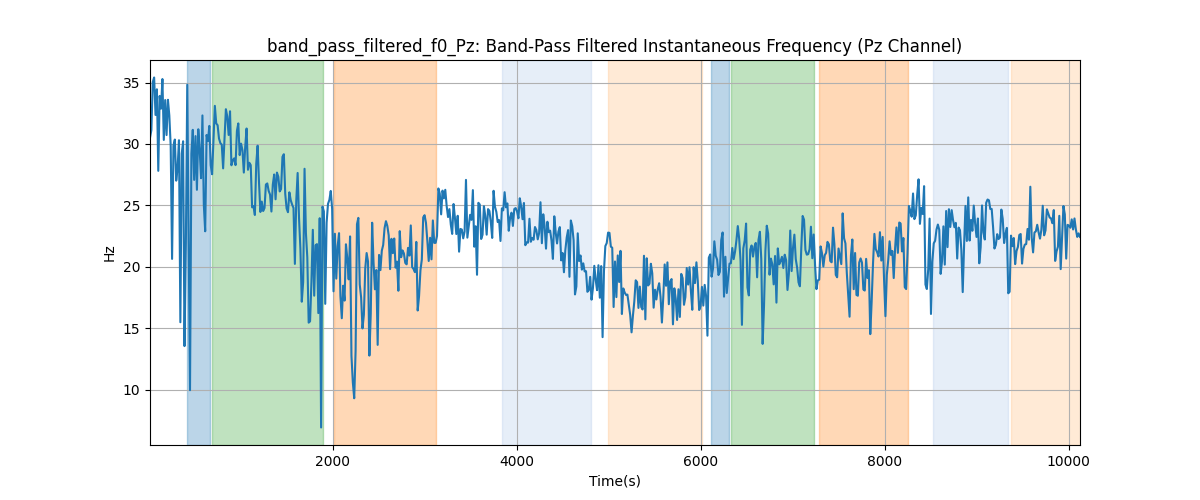 band_pass_filtered_f0_Pz: Band-Pass Filtered Instantaneous Frequency (Pz Channel)
35
30
25
20
15
10
Hz
2000 4000 6000 8000 10000
Time(s)